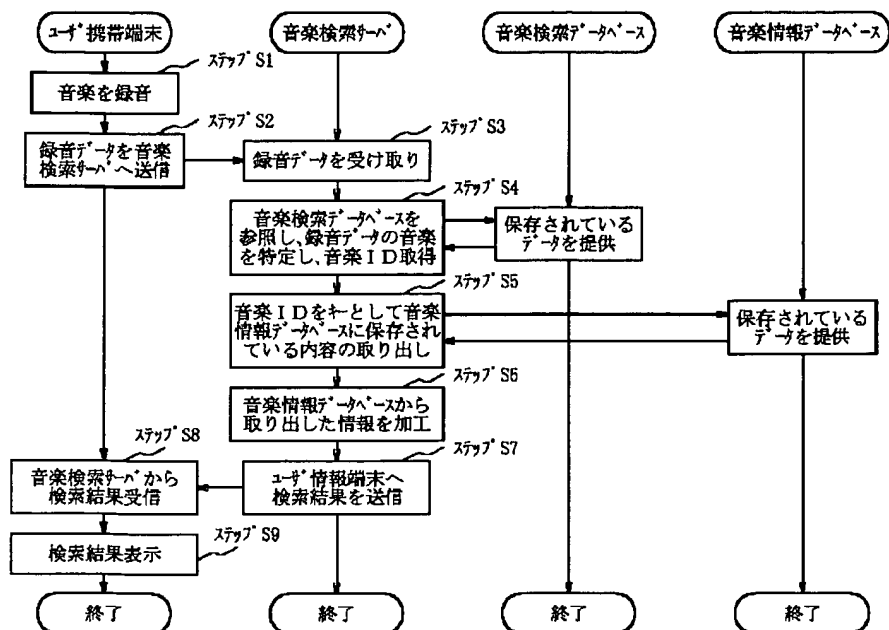 ユーザ携帯端末
音楽検索サーバ
音楽検索データベース
音楽情報データベース
ステップS1
音楽を録音
ステップS2
録音データを音楽
検索サーバへ送信
ステップS3
録音データを受け取り
ステップS4
音楽検索データベースを
参照し、録音データの音楽
を特定し、音楽ID取得
保存されている
データを提供
ステップS5
音楽IDをキーとして音楽
情報データベースに保存され
ている内容の取り出し
保存されている
データを提供
ステップS6
音楽情報データベースから
取り出した情報を加工
ステップS7
ユーザ情報端末へ
検索結果を送信
ステップS8
音楽検索サーバから
検索結果受信
ステップS9
検索結果表示
終了
終了
終了
終了